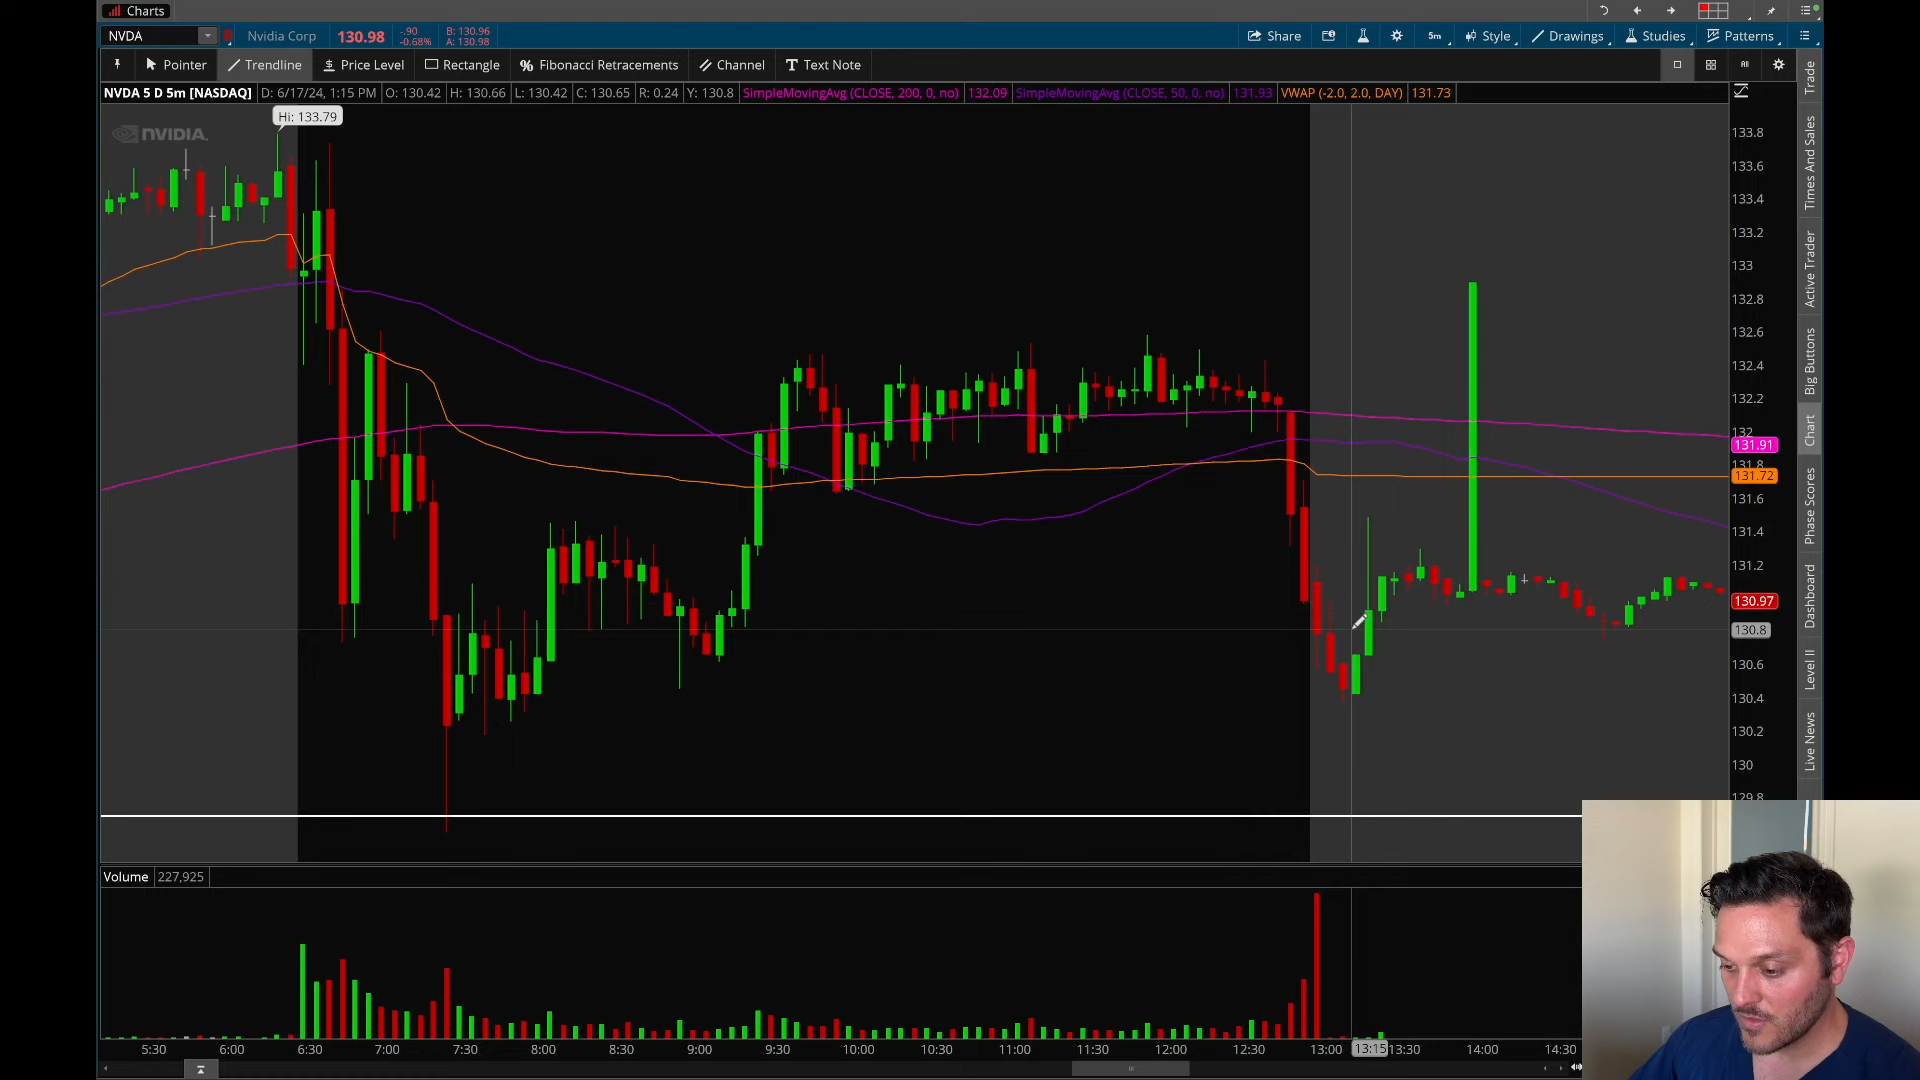 Charts
NVDA Nvidia Corp 130.98 -.90 -0.68% B: 130.96 A: 130.98 Share 5m Style Drawings Studies Patterns
Pointer Trendline Price Level Rectangle Fibonacci Retracements Channel Text Note All
NVDA 5 D 5m [NASDAQ] D: 6/17/24, 1:15 PM O: 130.42 H: 130.66 L: 130.42 C: 130.65 R: 0.24 Y: 130.8 SimpleMovingAvg (CLOSE, 200, 0, no) 132.09 SimpleMovingAvg (CLOSE, 50, 0, no) 131.93 VWAP (-2.0, 2.0, DAY) 131.73
Hi: 133.79
NVIDIA.
133.8
133.6
133.4
133.2
133
132.8
132.6
132.4
132.2
132
131.91
131.8
131.72
131.6
131.4
131.2
130.97
130.8
130.6
130.4
130.2
130
129.8
Trade
Times And Sales
Active Trader
Big Buttons
Chart
Phase Scores
Dashboard
Level II
Live News
Volume 227,925
5:30 6:00 6:30 7:00 7:30 8:00 8:30 9:00 9:30 10:00 10:30 11:00 11:30 12:00 12:30 13:00 13:15 13:30 14:00 14:30